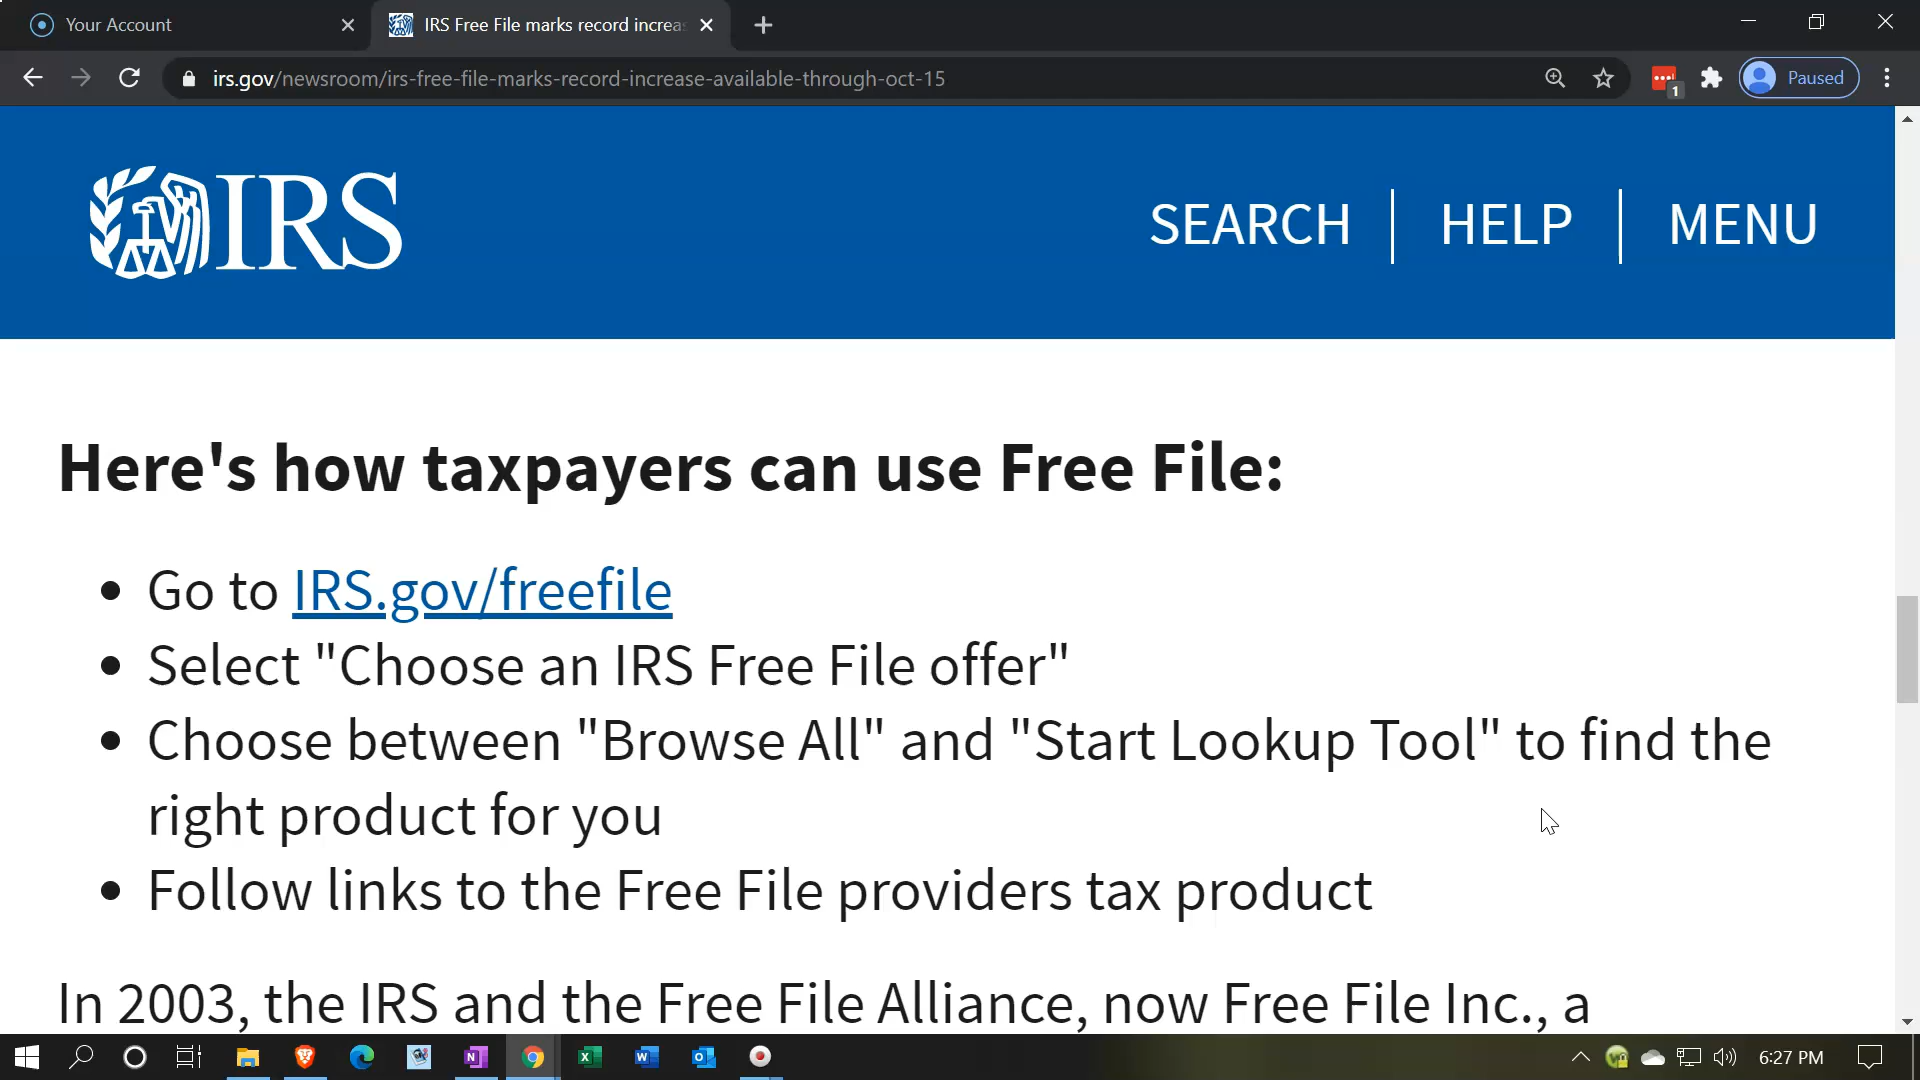 Your Account
IRS Free File marks record increa
irs.gov/newsroom/irs-free-file-marks-record-increase-available-through-oct-15
1
Paused
IRS
SEARCH
HELP
MENU
Here's how taxpayers can use Free File:
• Go to IRS.gov/freefile
• Select "Choose an IRS Free File offer"
• Choose between "Browse All" and "Start Lookup Tool" to find the
right product for you
• Follow links to the Free File providers tax product
In 2003, the IRS and the Free File Alliance, now Free File Inc., a
6:27 PM